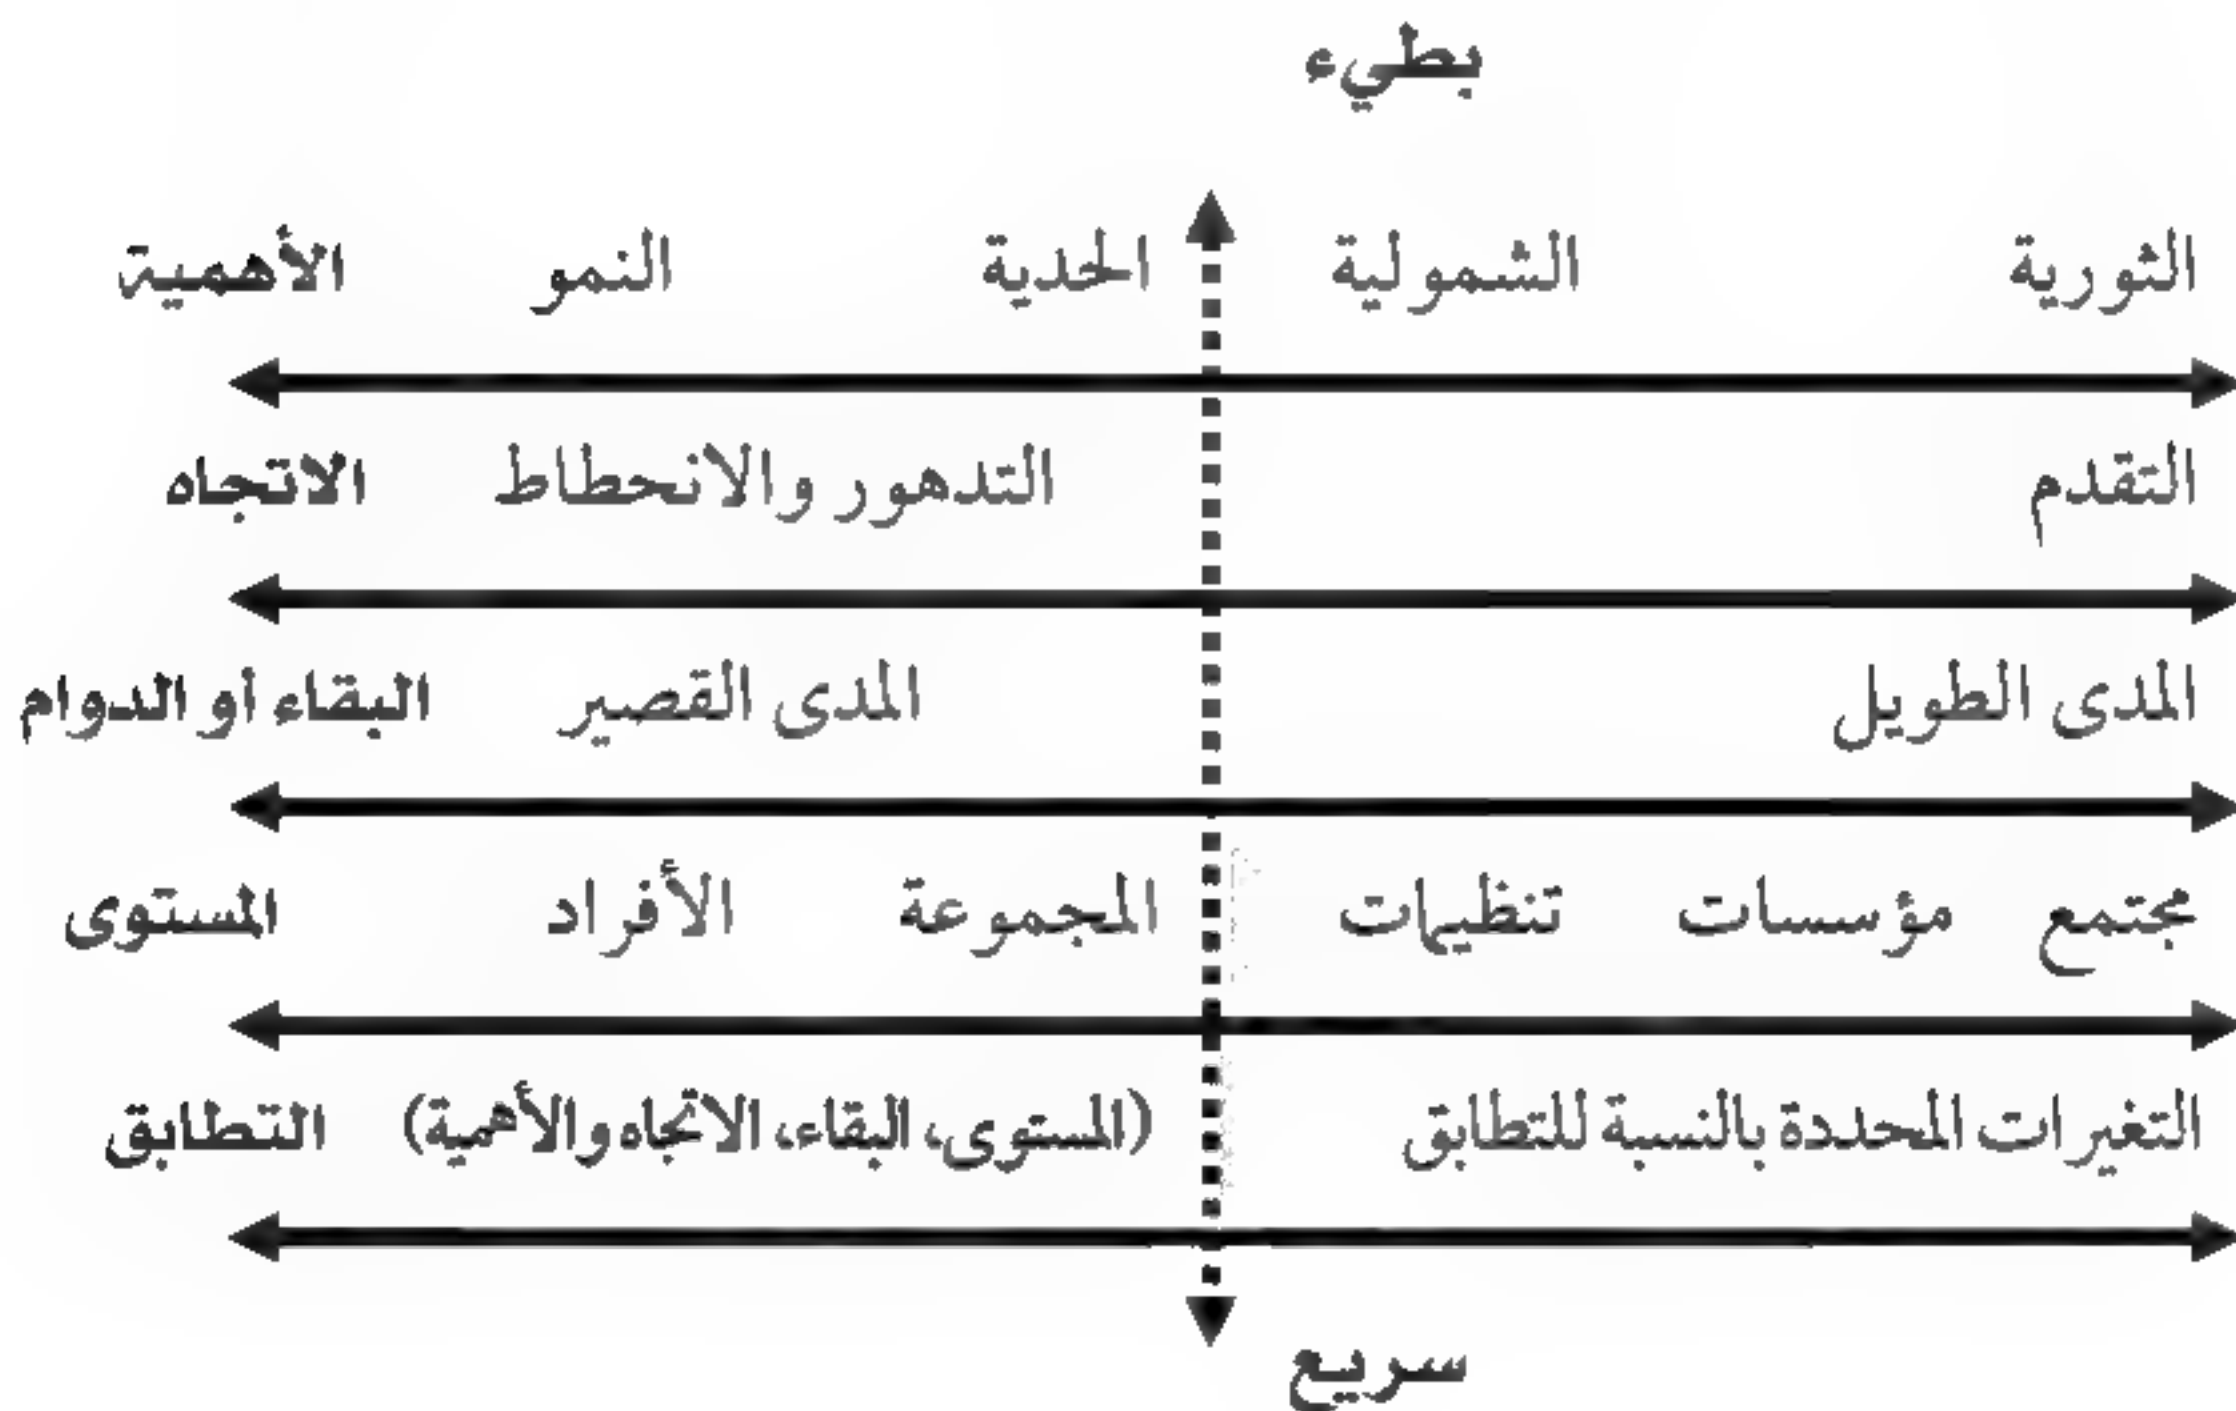 بطيء
الثورية الشمولية الحدية النمو الأهمية
التقدم التدهور والانحطاط الاتجاه
المدى الطويل المدى القصير البقاء أو الدوام
مجتمع مؤسسات تنظيمات المجموعة الأفراد المستوى
التغيرات المحددة بالنسبة للتطابق (المستوى، البقاء، الاتجاه والأهمية) التطابق
سريع